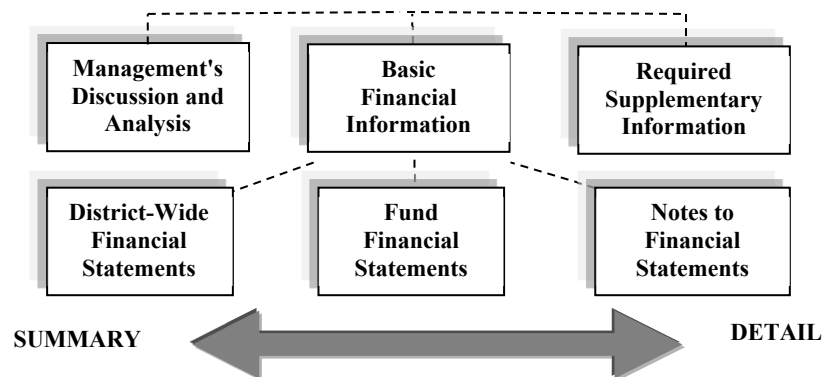 Management's
Discussion and
Analysis
Basic
Financial
Information
Required
Supplementary
Information
District-Wide
Financial
Statements
Fund
Financial
Statements
Notes to
Financial
Statements
SUMMARY
DETAIL